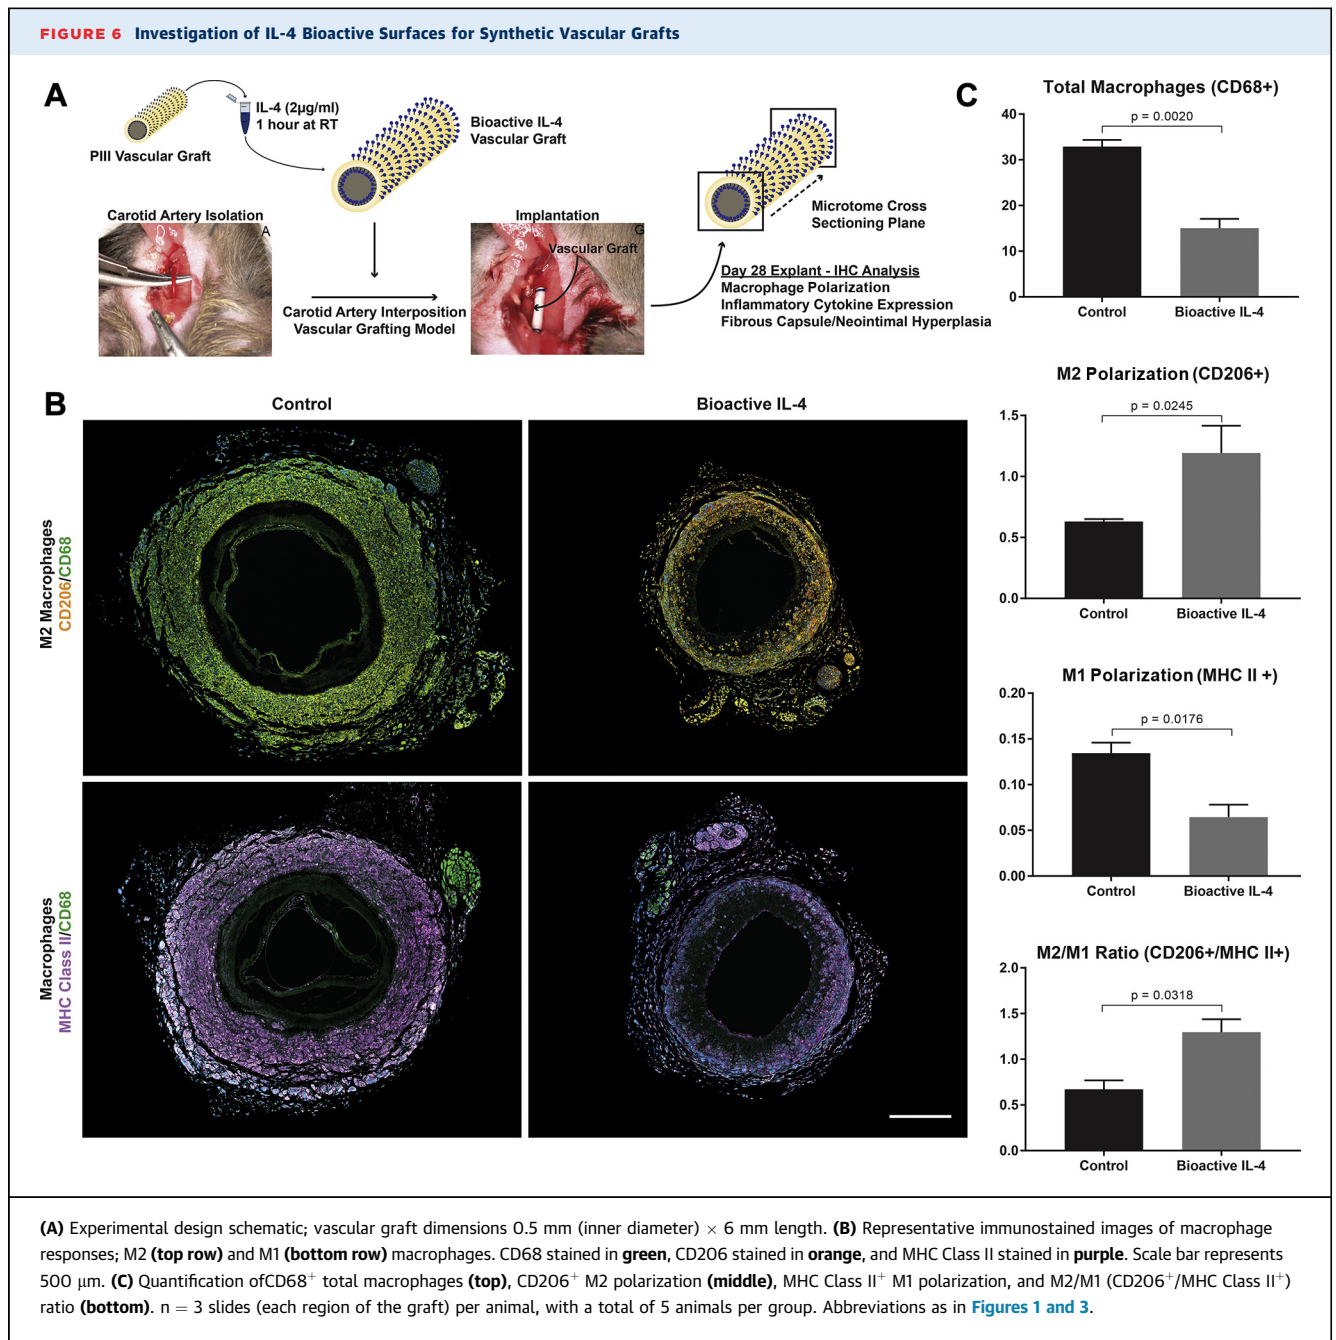 FIGURE 6 Investigation of IL-4 Bioactive Surfaces for Synthetic Vascular Grafts
A
PIII Vascular Graft
IL-4 (2µg/ml)
1 hour at RT
Bioactive IL-4
Vascular Graft
Carotid Artery Isolation
A
Carotid Artery Interposition
Vascular Grafting Model
Implantation
G
Vascular Graft
Microtome Cross
Sectioning Plane
Day 28 Explant - IHC Analysis
Macrophage Polarization
Inflammatory Cytokine Expression
Fibrous Capsule/Neointimal Hyperplasia
B
Control
Bioactive IL-4
M2 Macrophages
CD206/CD68
Macrophages
MHC Class II/CD68
C
Total Macrophages (CD68+)
p = 0.0020
40
30
20
10
0
Control
Bioactive IL-4
M2 Polarization (CD206+)
p = 0.0245
1.5
1.0
0.5
0.0
Control
Bioactive IL-4
M1 Polarization (MHC II +)
p = 0.0176
0.20
0.15
0.10
0.05
0.00
Control
Bioactive IL-4
M2/M1 Ratio (CD206+/MHC II+)
p = 0.0318
2.0
1.5
1.0
0.5
0.0
Control
Bioactive IL-4
(A) Experimental design schematic; vascular graft dimensions 0.5 mm (inner diameter) × 6 mm length. (B) Representative immunostained images of macrophage
responses; M2 (top row) and M1 (bottom row) macrophages. CD68 stained in green, CD206 stained in orange, and MHC Class II stained in purple. Scale bar represents
500 µm. (C) Quantification ofCD68⁺ total macrophages (top), CD206⁺ M2 polarization (middle), MHC Class II⁺ M1 polarization, and M2/M1 (CD206⁺/MHC Class II⁺)
ratio (bottom). n = 3 slides (each region of the graft) per animal, with a total of 5 animals per group. Abbreviations as in Figures 1 and 3.